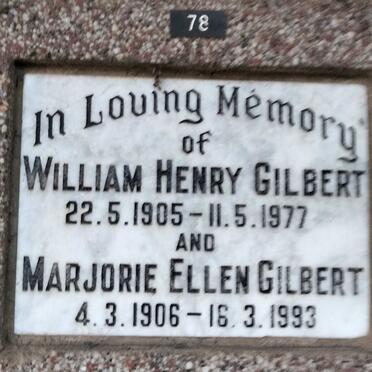 78
In Loving Memory
of
WILLIAM HENRY GILBERT
22.5.1905 - 11.5.1977
AND
MARJORIE ELLEN GILBERT
4.3.1906 - 16.3.1993